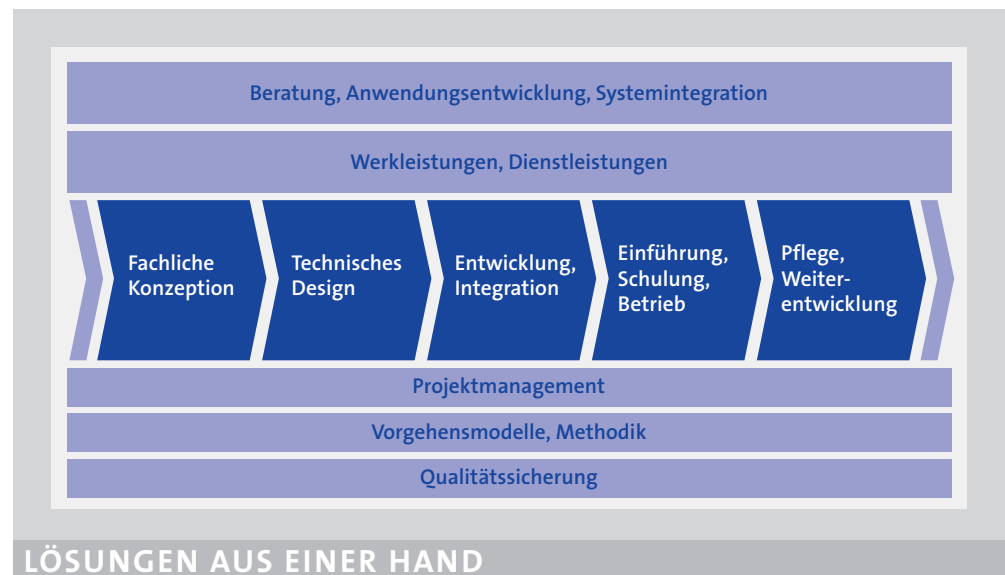 Beratung, Anwendungsentwicklung, Systemintegration
Werkleistungen, Dienstleistungen
Fachliche
Konzeption
Technisches
Design
Entwicklung,
Integration
Einführung,
Schulung,
Betrieb
Pflege,
Weiter-
entwicklung
Projektmanagement
Vorgehensmodelle, Methodik
Qualitätssicherung
LÖSUNGEN AUS EINER HAND